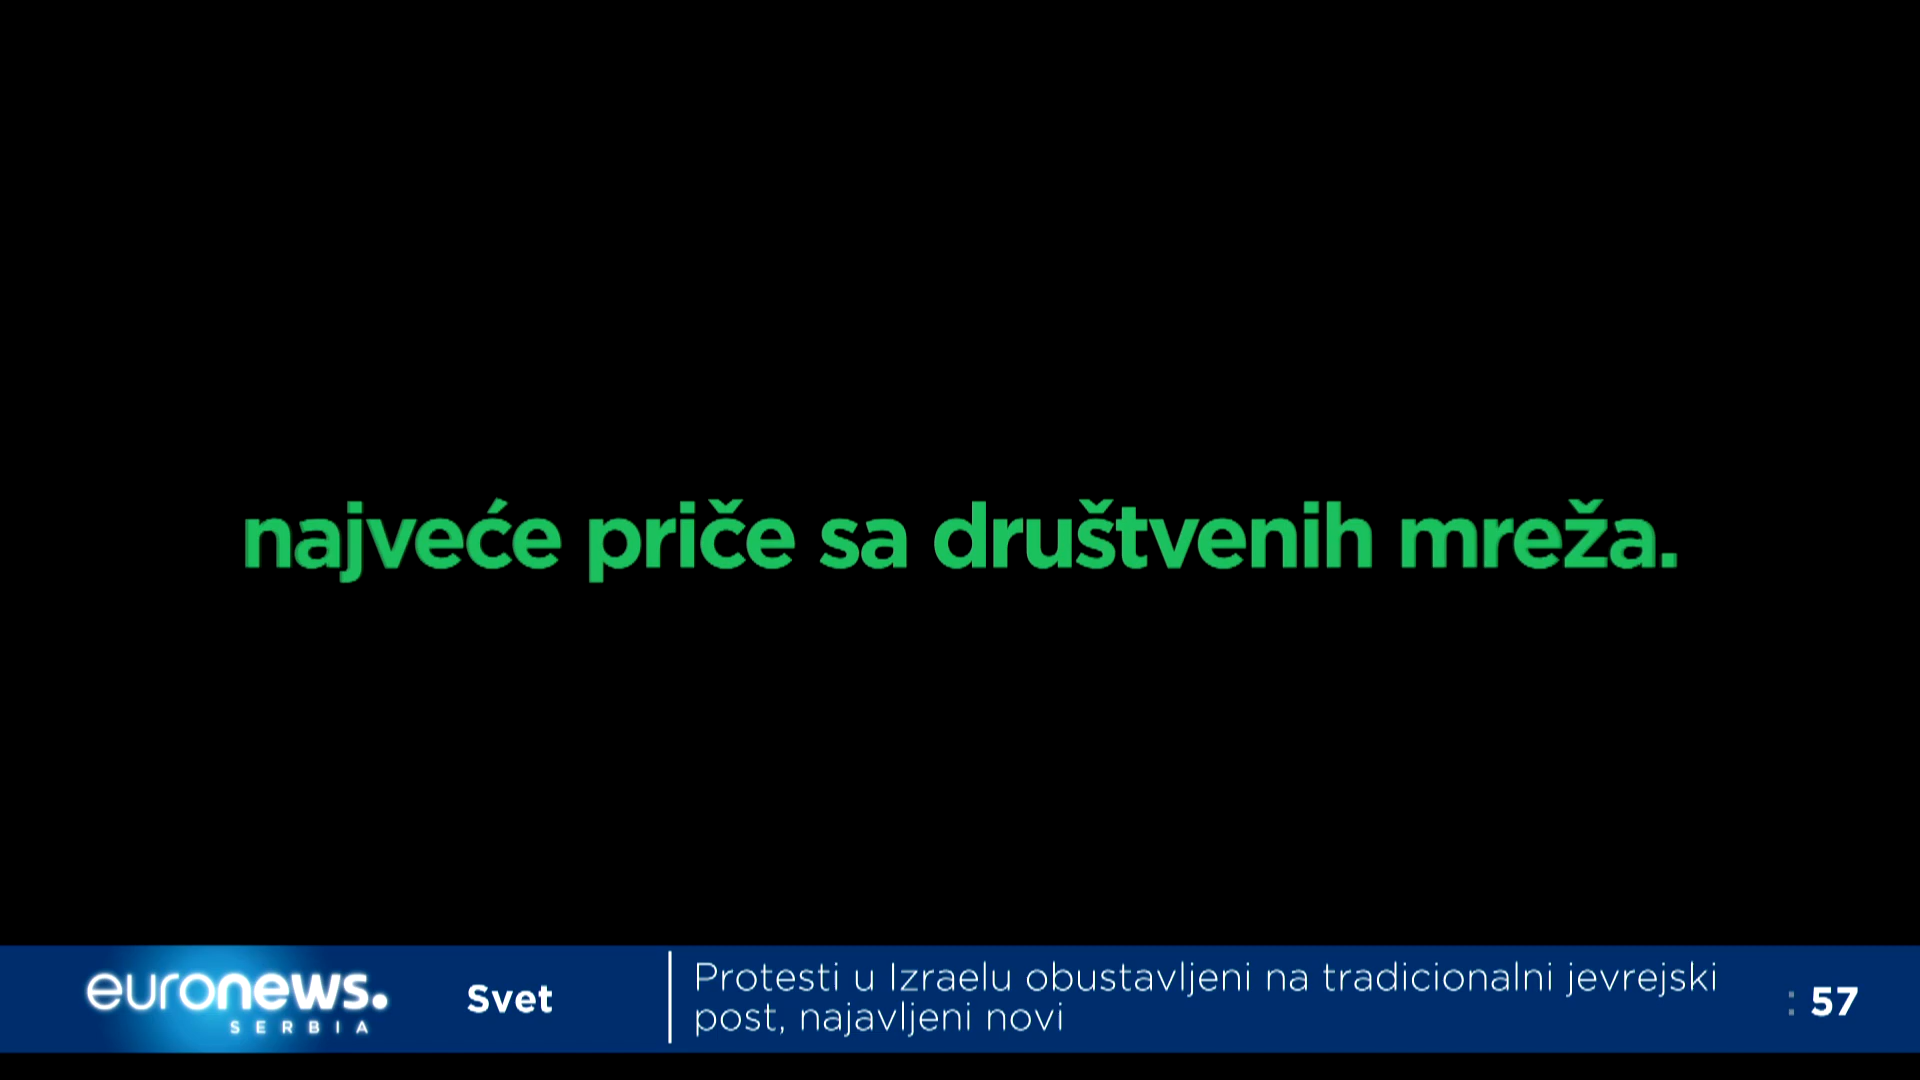 najveće priče sa društvenih mreža.
euronews.
SERBIA
Svet
Protesti u Izraelu obustavljeni na tradicionalni jevrejski
post, najavljeni novi
:57